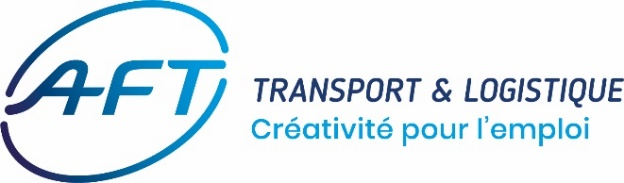 AFT
TRANSPORT & LOGISTIQUE
Créativité pour l'emploi